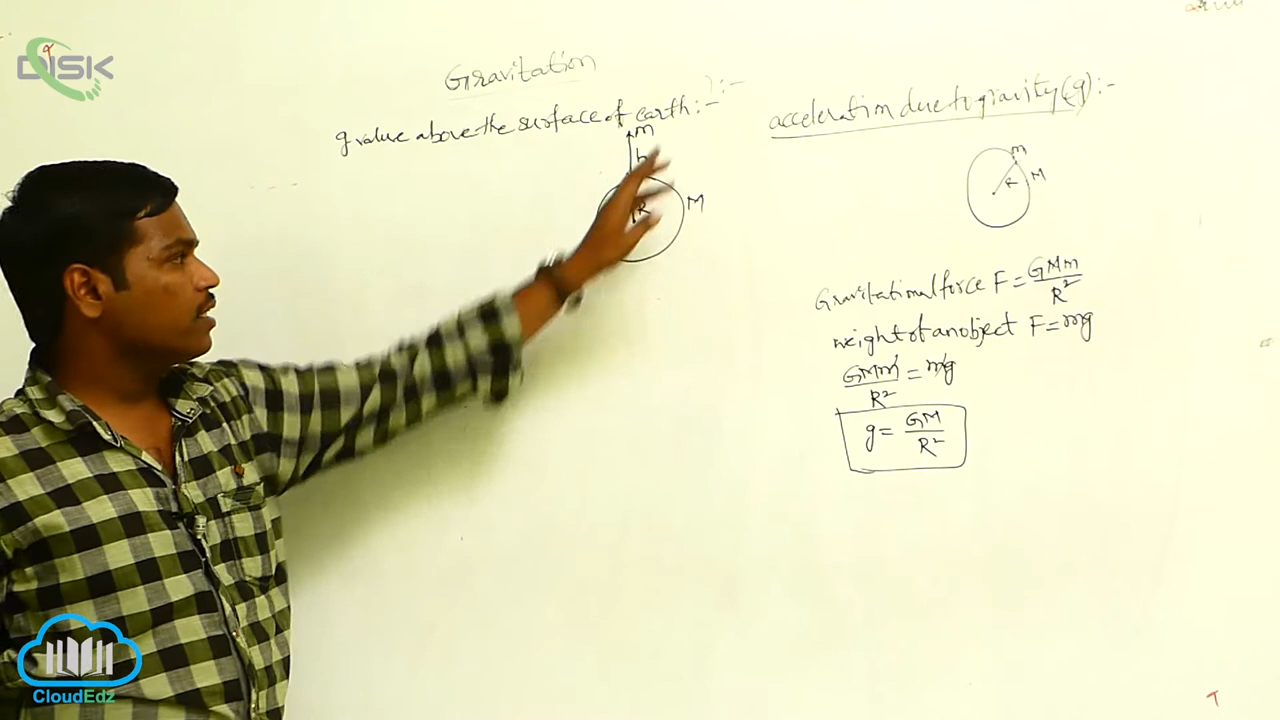 DISK
Gravitation
g value above the surface of earth:-
m
h
R
M
acceleration due to gravity (g):-
m
R
M
Gravitational force F = GMm/R²
weight of an object F = mg
GMm/R² = mg
g = GM/R²
CloudEdz